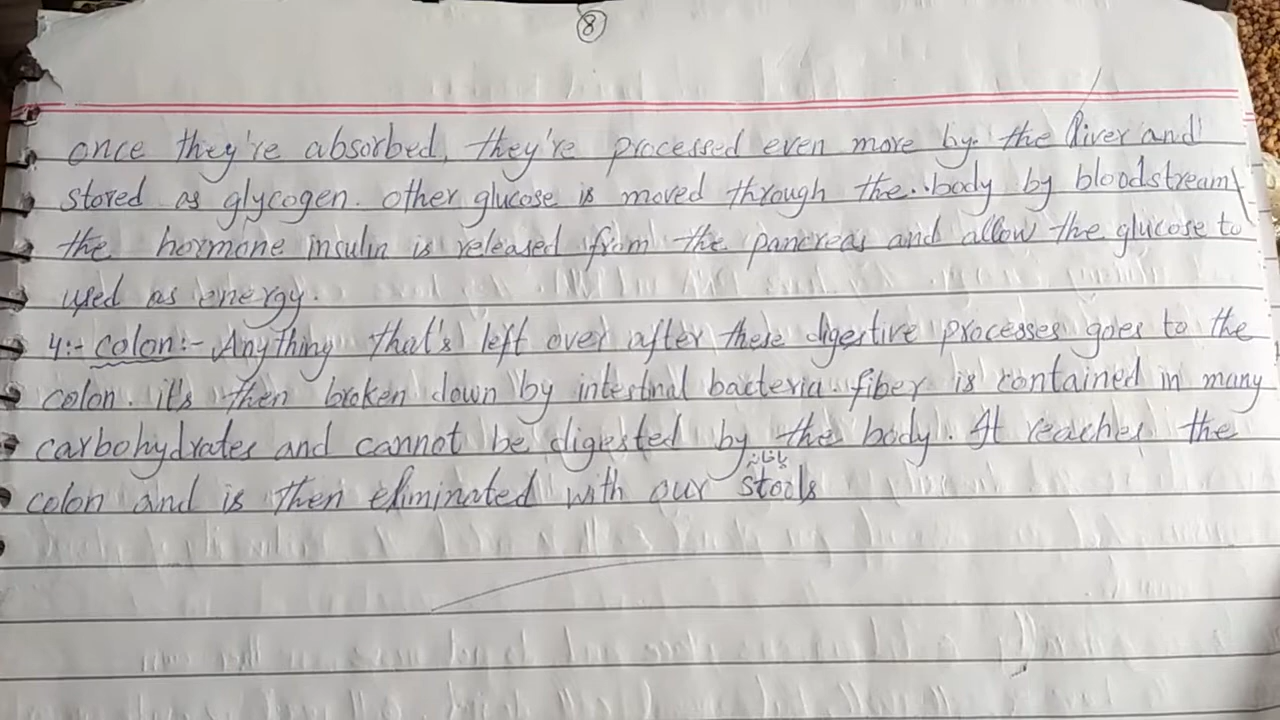 8
once they're absorbed, they're processed even more by the liver and
stored as glycogen. other glucose is moved through the body by bloodstream
the hormone insulin is released from the pancreas and allow the glucose to
used as energy.
4:- colon:- Anything that's left over after these digestive processes goes to the
colon. it's then broken down by intestinal bacteria. fiber is contained in many
carbohydrates and cannot be digested by the body. It reaches the
پاخانہ
colon and is then eliminated with our stools